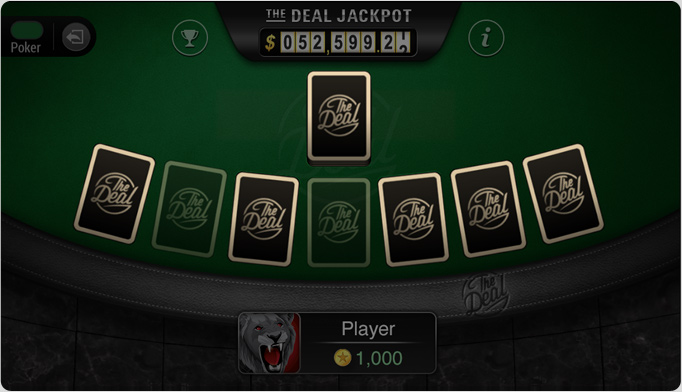 THE DEAL JACKPOT
$ 052,599.2
Poker
The Deal
The Deal
The Deal
The Deal
The Deal
The Deal
The Deal
The Deal
The Deal
Player
1,000